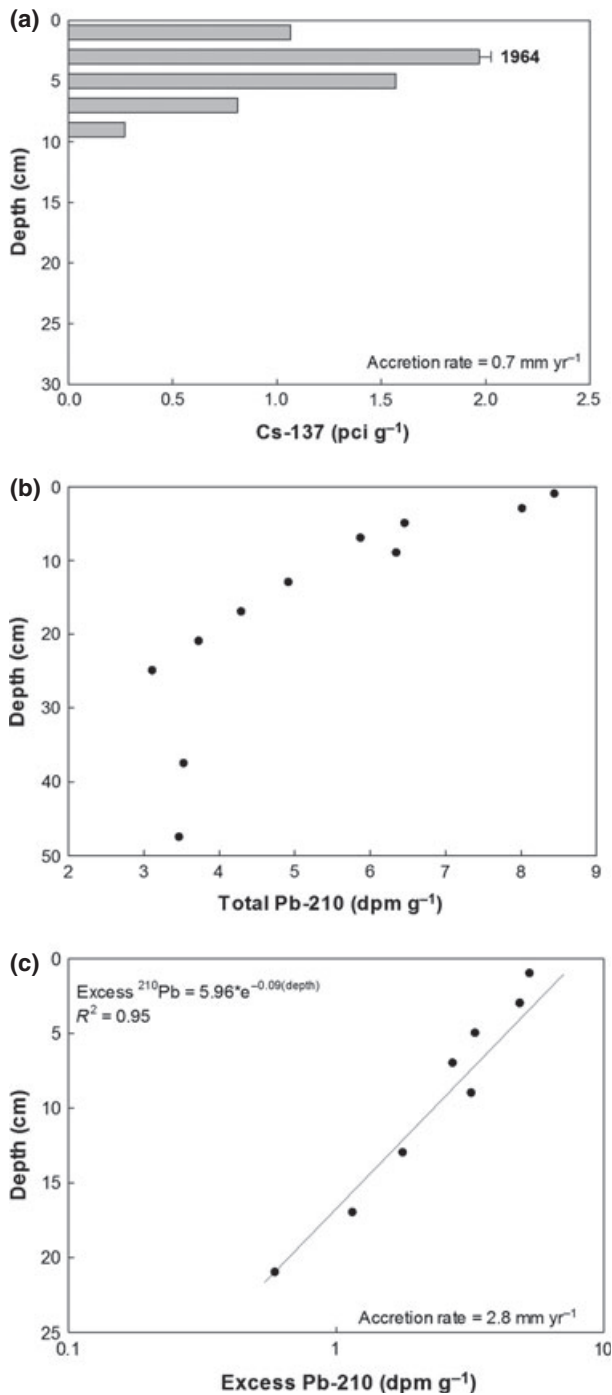 (a)
0
5
10
15
20
25
30
Depth (cm)
1964
Accretion rate = 0.7 mm yr⁻¹
0.0 0.5 1.0 1.5 2.0 2.5
Cs-137 (pci g⁻¹)
(b)
0
10
20
30
40
50
Depth (cm)
2 3 4 5 6 7 8 9
Total Pb-210 (dpm g⁻¹)
(c)
0
5
10
15
20
25
Depth (cm)
Excess ²¹⁰Pb = 5.96*e⁻⁰·⁰⁹⁽ᵈᵉᵖᵗʰ⁾
R² = 0.95
Accretion rate = 2.8 mm yr⁻¹
0.1 1 10
Excess Pb-210 (dpm g⁻¹)